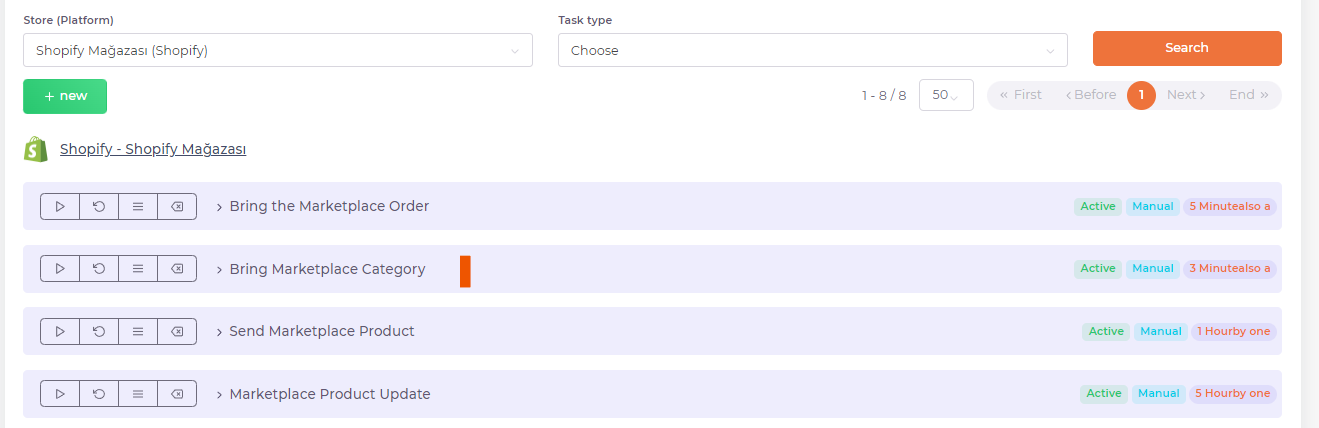 Store (Platform) Task type
Shopify Mağazası (Shopify) Choose Search
+ new 1 - 8 / 8 50 « First ‹ Before 1 Next › End »
Shopify - Shopify Mağazası
› Bring the Marketplace Order Active Manual 5 Minutealso a
› Bring Marketplace Category Active Manual 3 Minutealso a
› Send Marketplace Product Active Manual 1 Hourby one
› Marketplace Product Update Active Manual 5 Hourby one